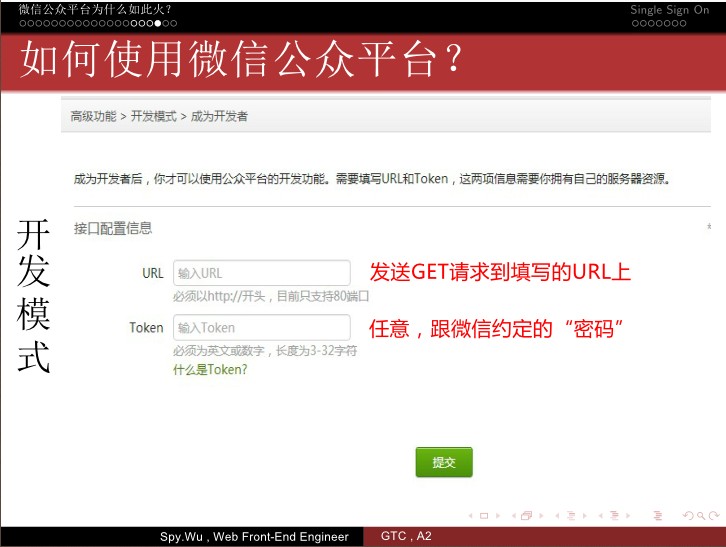 微信公众平台为什么如此火?
Single Sign On
如何使用微信公众平台?
高级功能 > 开发模式 > 成为开发者
成为开发者后，你才可以使用公众平台的开发功能。需要填写URL和Token，这两项信息需要你拥有自己的服务器资源。
开发模式
接口配置信息
*
URL
输入URL
发送GET请求到填写的URL上
必须以http://开头，目前只支持80端口
Token
输入Token
任意，跟微信约定的“密码”
必须为英文或数字，长度为3-32字符
什么是Token?
提交
Spy.Wu , Web Front-End Engineer
GTC , A2